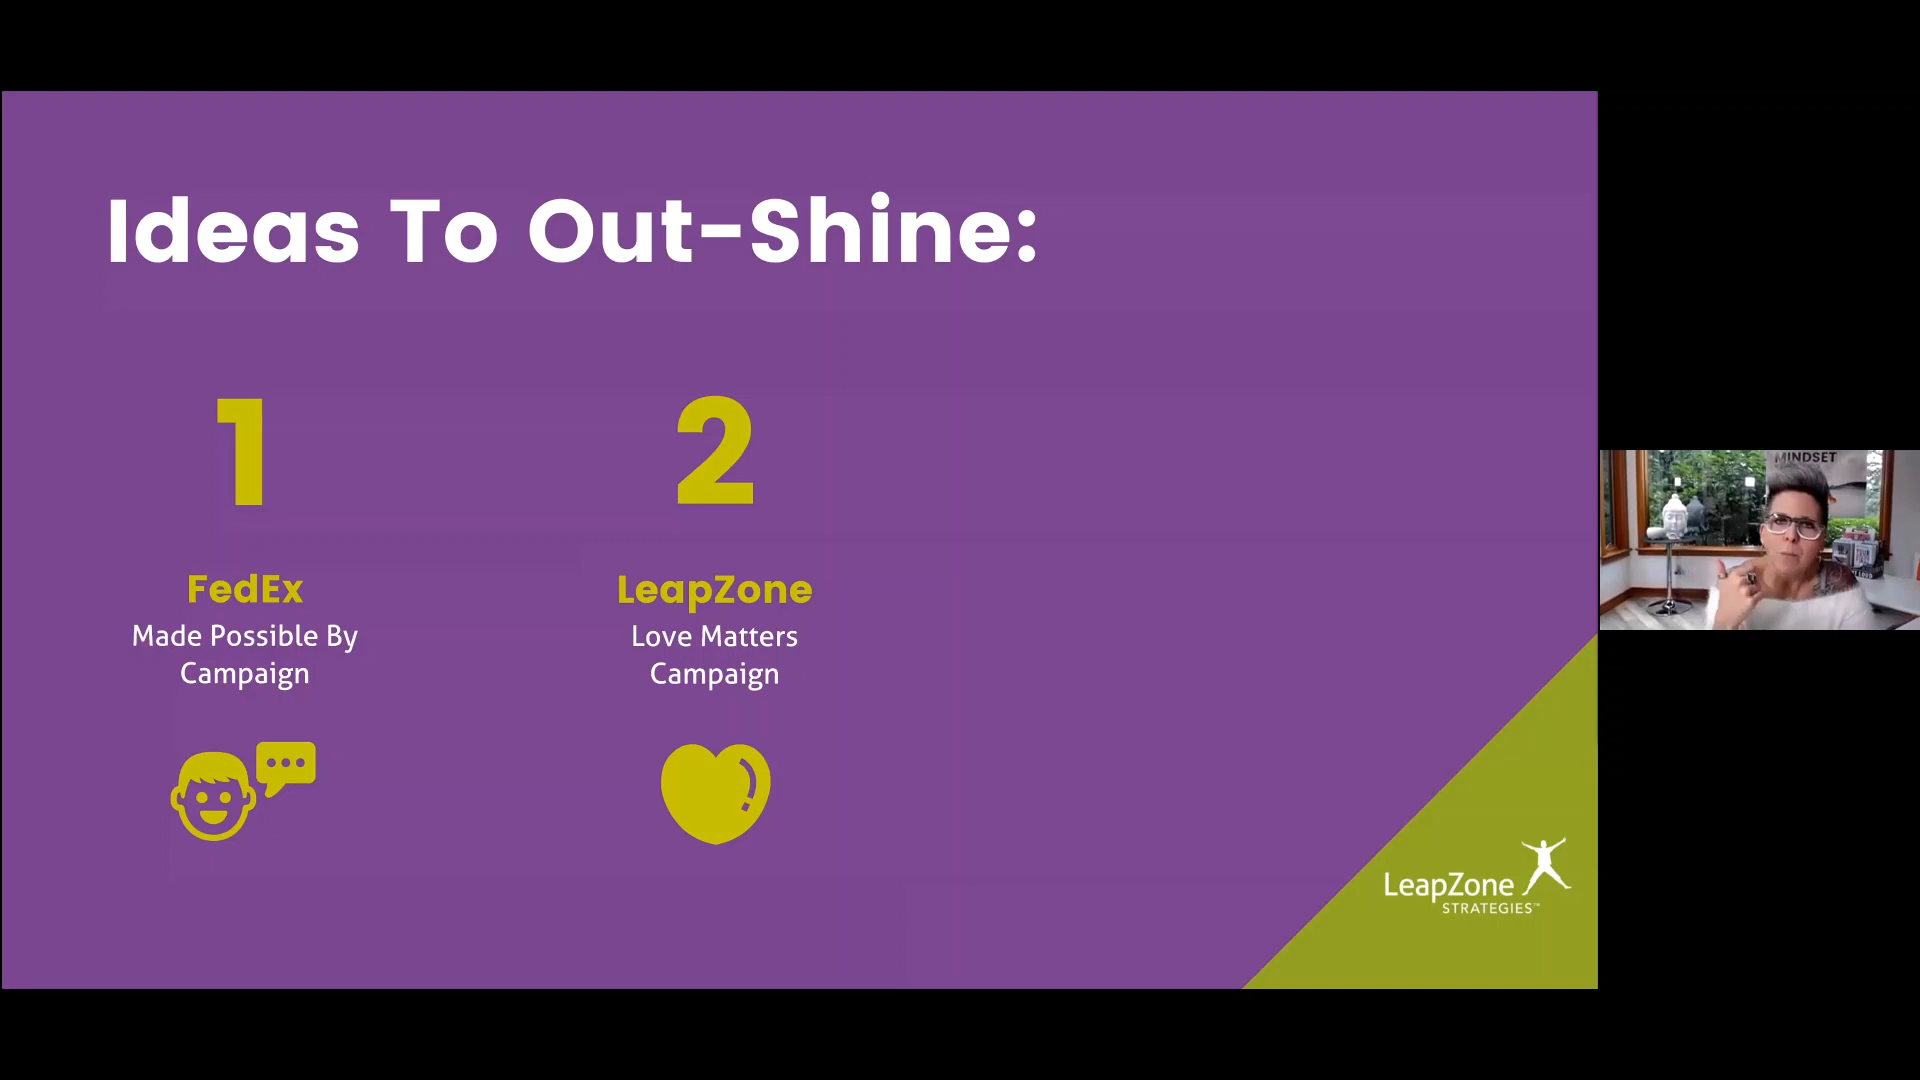 Ideas To Out-Shine:
1
2
FedEx
Made Possible By
Campaign
LeapZone
Love Matters
Campaign
LeapZone
STRATEGIES™
MINDSET